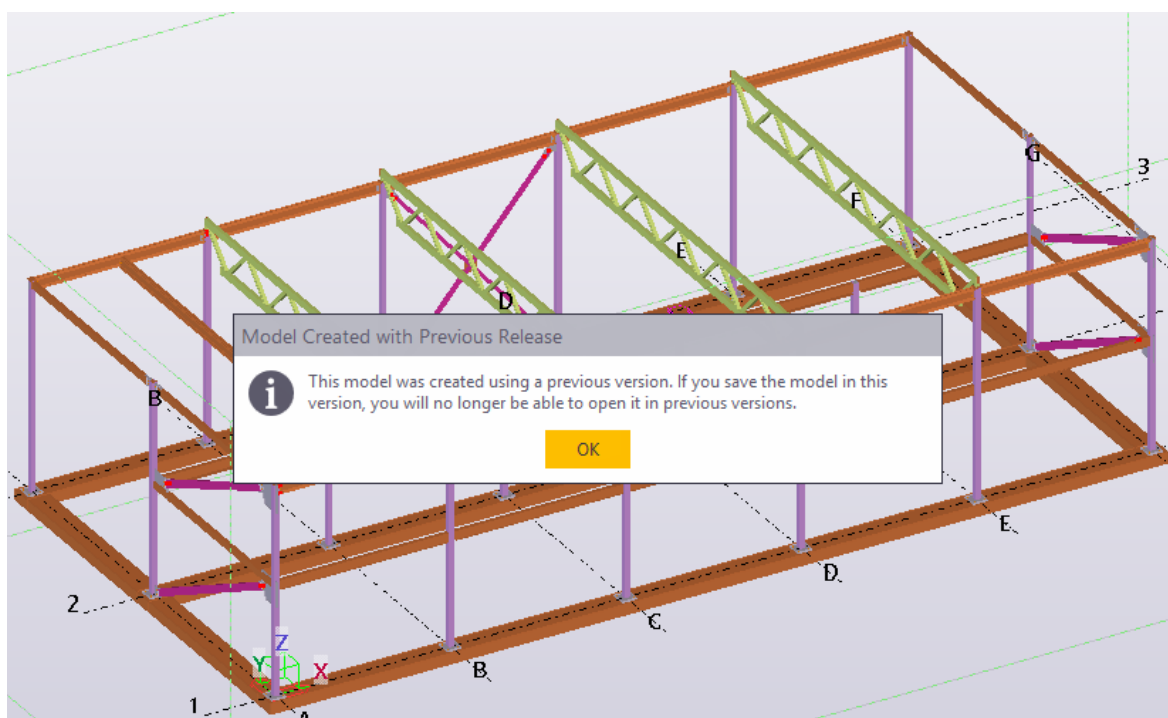 G
3
F
E
D
Model Created with Previous Release
This model was created using a previous version. If you save the model in this
version, you will no longer be able to open it in previous versions.
OK
B
E
D
2
C
Z
Y
X
B
1
A